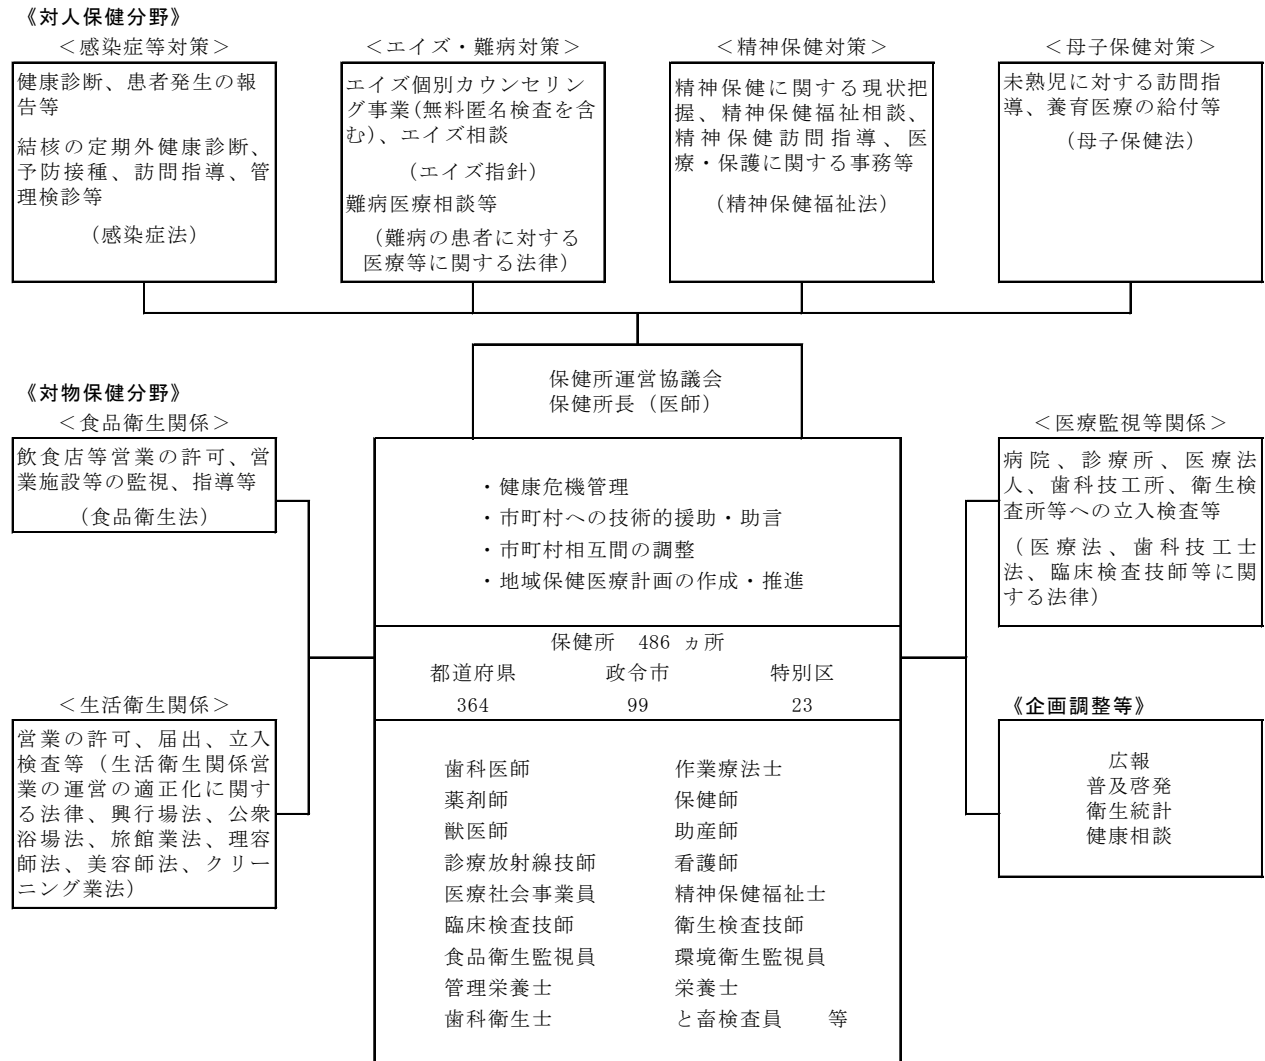 《対人保健分野》
＜感染症等対策＞
健康診断、患者発生の報
告等
結核の定期外健康診断、
予防接種、訪問指導、管
理検診等
（感染症法）
＜エイズ・難病対策＞
エイズ個別カウンセリン
グ事業(無料匿名検査を含
む)、エイズ相談
（エイズ指針）
難病医療相談等
（難病の患者に対する
医療等に関する法律）
＜精神保健対策＞
精神保健に関する現状把
握、精神保健福祉相談、
精神保健訪問指導、医
療・保護に関する事務等
（精神保健福祉法）
＜母子保健対策＞
未熟児に対する訪問指
導、養育医療の給付等
（母子保健法）
保健所運営協議会
保健所長（医師）
《対物保健分野》
＜食品衛生関係＞
飲食店等営業の許可、営
業施設等の監視、指導等
（食品衛生法）
＜生活衛生関係＞
営業の許可、届出、立入
検査等（生活衛生関係営
業の運営の適正化に関す
る法律、興行場法、公衆
浴場法、旅館業法、理容
師法、美容師法、クリー
ニング業法）
・健康危機管理
・市町村への技術的援助・助言
・市町村相互間の調整
・地域保健医療計画の作成・推進
保健所 486 ヵ所
都道府県 政令市 特別区
364 99 23
歯科医師 作業療法士
薬剤師 保健師
獣医師 助産師
診療放射線技師 看護師
医療社会事業員 精神保健福祉士
臨床検査技師 衛生検査技師
食品衛生監視員 環境衛生監視員
管理栄養士 栄養士
歯科衛生士 と畜検査員 等
＜医療監視等関係＞
病院、診療所、医療法
人、歯科技工所、衛生検
査所等への立入検査等
（医療法、歯科技工士
法、臨床検査技師等に関
する法律）
《企画調整等》
広報
普及啓発
衛生統計
健康相談